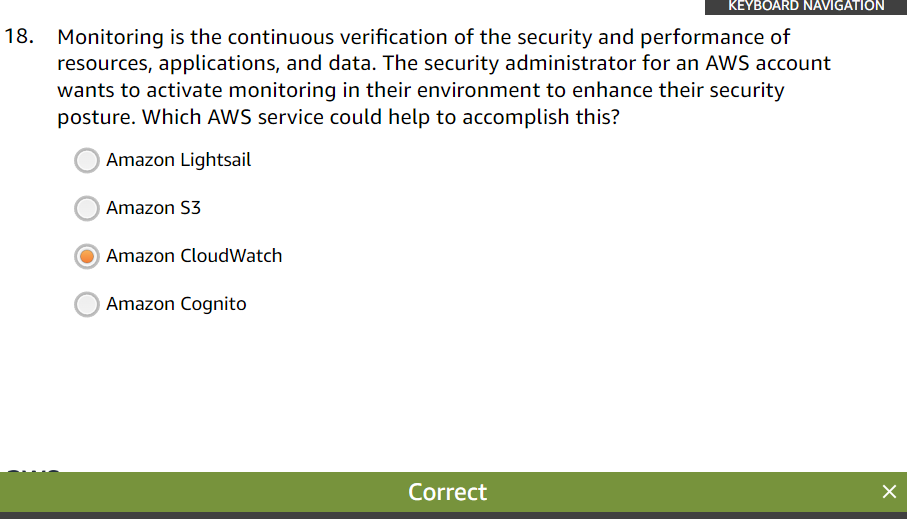 KEYBOARD NAVIGATION
18. Monitoring is the continuous verification of the security and performance of
resources, applications, and data. The security administrator for an AWS account
wants to activate monitoring in their environment to enhance their security
posture. Which AWS service could help to accomplish this?
Amazon Lightsail
Amazon S3
Amazon CloudWatch
Amazon Cognito
Correct